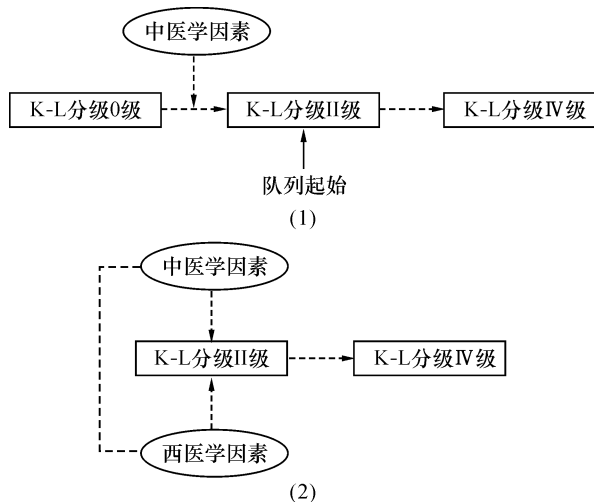 中医学因素
K-L分级0级
K-L分级II级
K-L分级Ⅳ级
队列起始
(1)
中医学因素
K-L分级II级
K-L分级Ⅳ级
西医学因素
(2)